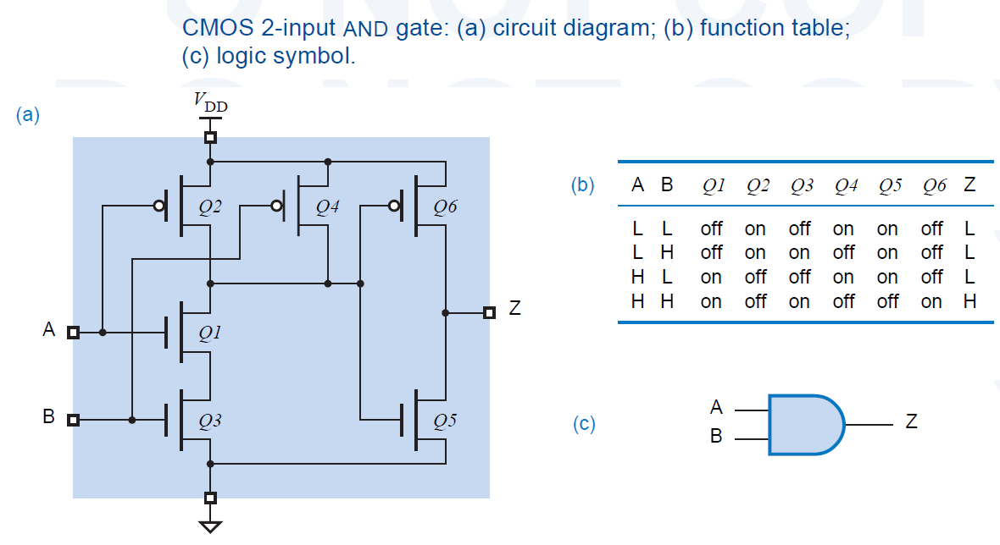 CMOS 2-input AND gate: (a) circuit diagram; (b) function table;
(c) logic symbol.
(a)
VDD
Q2
Q4
Q6
Z
A
Q1
B
Q3
Q5
(b)
A B Q1 Q2 Q3 Q4 Q5 Q6 Z
L L off on off on on off L
L H off on on off on off L
H L on off off on on off L
H H on off on off off on H
(c)
A
B
Z